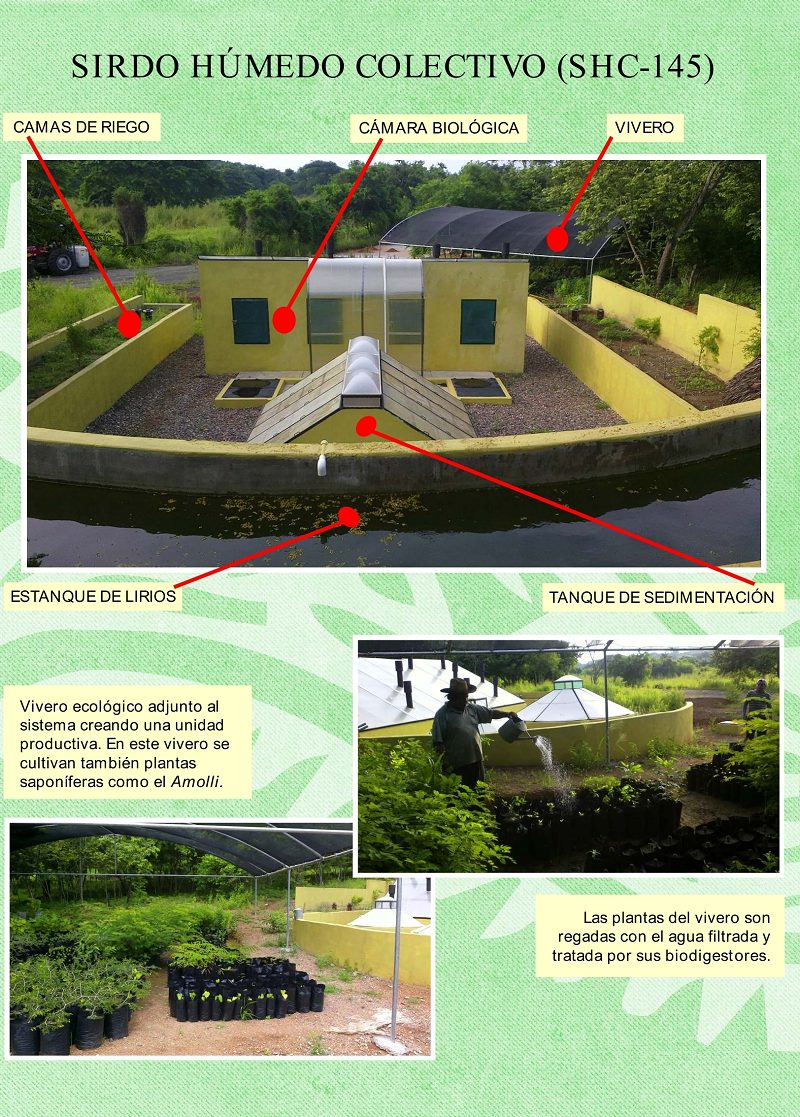 SIRDO HÚMEDO COLECTIVO (SHC-145)
CAMAS DE RIEGO
CÁMARA BIOLÓGICA
VIVERO
ESTANQUE DE LIRIOS
TANQUE DE SEDIMENTACIÓN
Vivero ecológico adjunto al
sistema creando una unidad
productiva. En este vivero se
cultivan también plantas
saponíferas como el Amolli.
Las plantas del vivero son
regadas con el agua filtrada y
tratada por sus biodigestores.